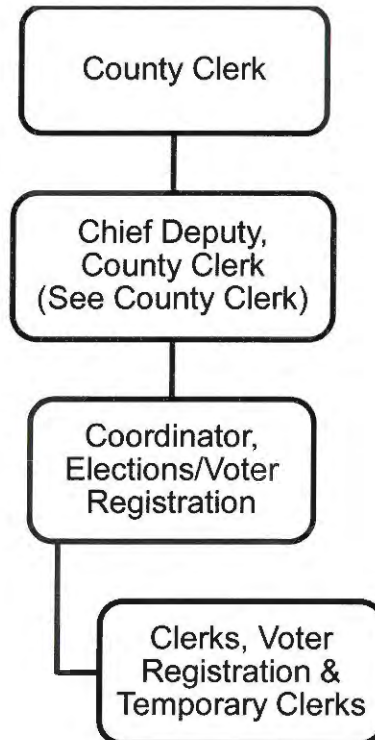 County Clerk
Chief Deputy,
County Clerk
(See County Clerk)
Coordinator,
Elections/Voter
Registration
Clerks, Voter
Registration &
Temporary Clerks